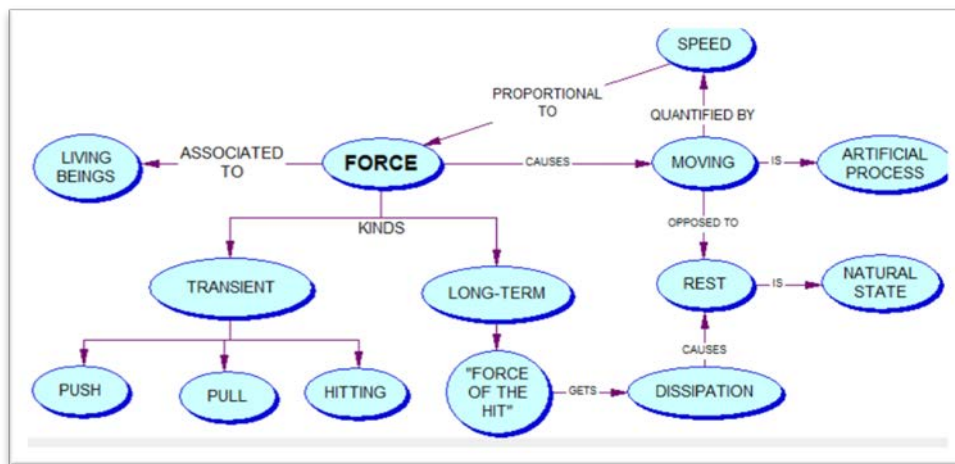 SPEED
PROPORTIONAL
TO
QUANTIFIED BY
LIVING
BEINGS
ASSOCIATED
TO
FORCE
CAUSES
MOVING
IS
ARTIFICIAL
PROCESS
KINDS
OPPOSED TO
TRANSIENT
LONG-TERM
REST
IS
NATURAL
STATE
CAUSES
PUSH
PULL
HITTING
"FORCE
OF THE
HIT"
GETS
DISSIPATION